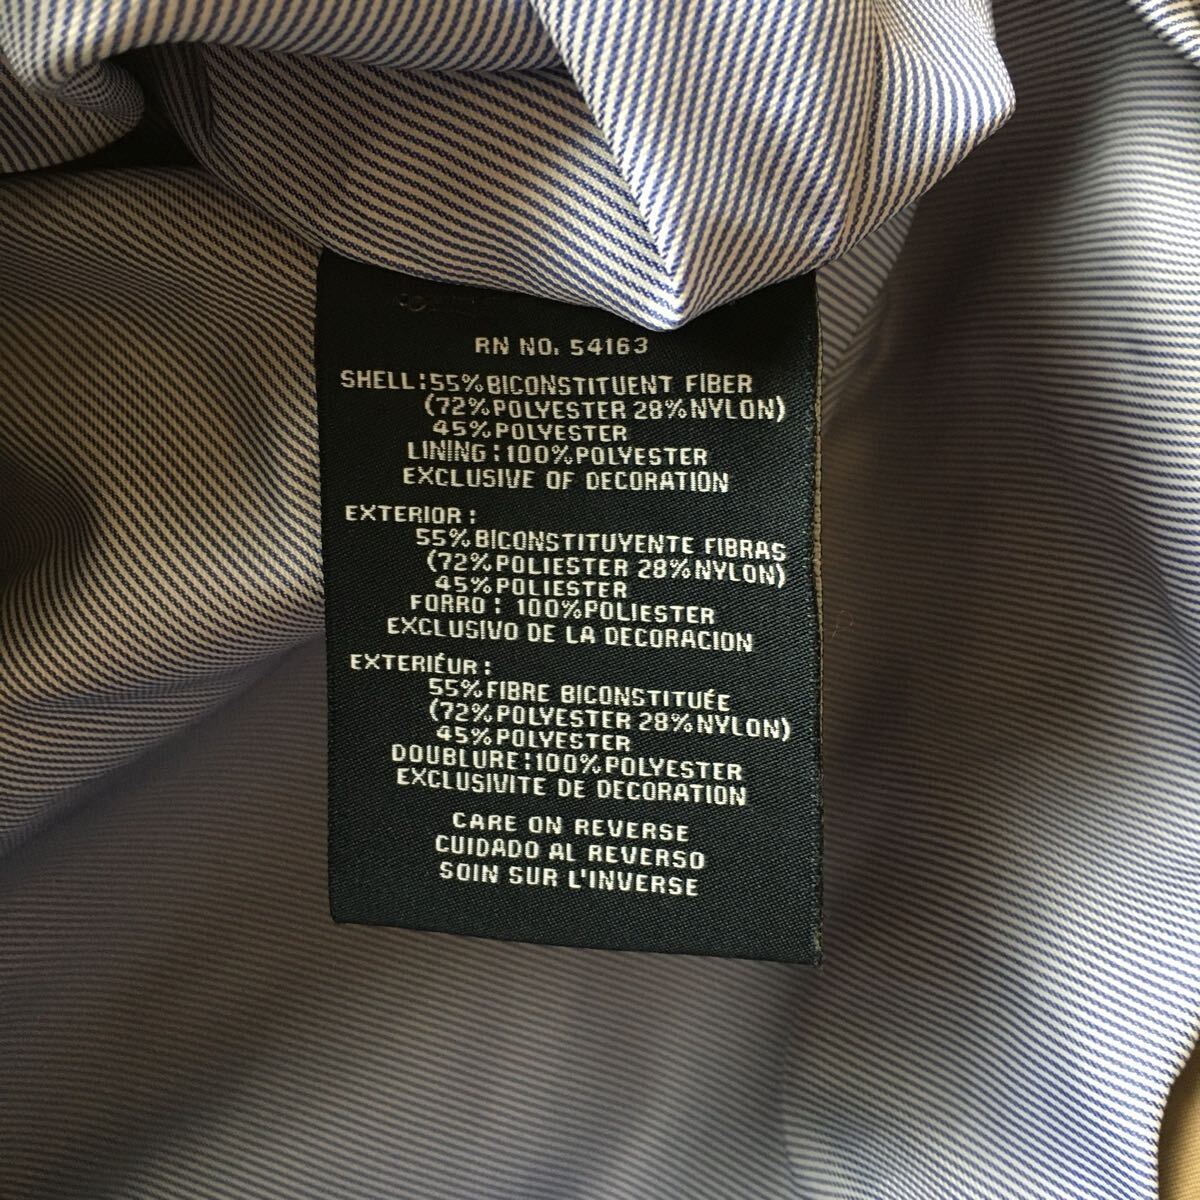 RN NO. 54163
SHELL:55%BICONSTITUENT FIBER
(72%POLYESTER 28%NYLON)
45%POLYESTER
LINING:100%POLYESTER
EXCLUSIVE OF DECORATION
EXTERIOR:
55%BICONSTITUYENTE FIBRAS
(72%POLIESTER 28%NYLON)
45%POLIESTER
FORRO: 100%POLIESTER
EXCLUSIVO DE LA DECORACION
EXTERIÉUR:
55%FIBRE BICONSTITUÉE
(72%POLYESTER 28%NYLON)
45%POLYESTER
DOUBLURE:100%POLYESTER
EXCLUSIVITE DE DECORATION
CARE ON REVERSE
CUIDADO AL REVERSO
SOIN SUR L'INVERSE